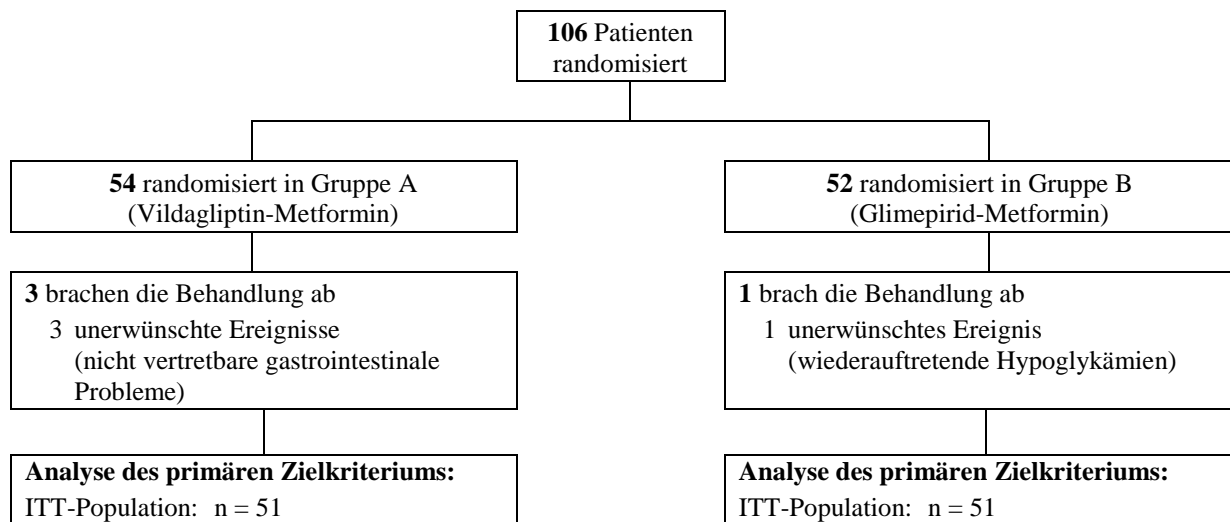 106 Patienten
randomisiert
54 randomisiert in Gruppe A
(Vildagliptin-Metformin)
52 randomisiert in Gruppe B
(Glimepirid-Metformin)
3 brachen die Behandlung ab
3 unerwünschte Ereignisse
(nicht vertretbare gastrointestinale
Probleme)
1 brach die Behandlung ab
1 unerwünschtes Ereignis
(wiederauftretende Hypoglykämien)
Analyse des primären Zielkriteriums:
ITT-Population: n = 51
Analyse des primären Zielkriteriums:
ITT-Population: n = 51